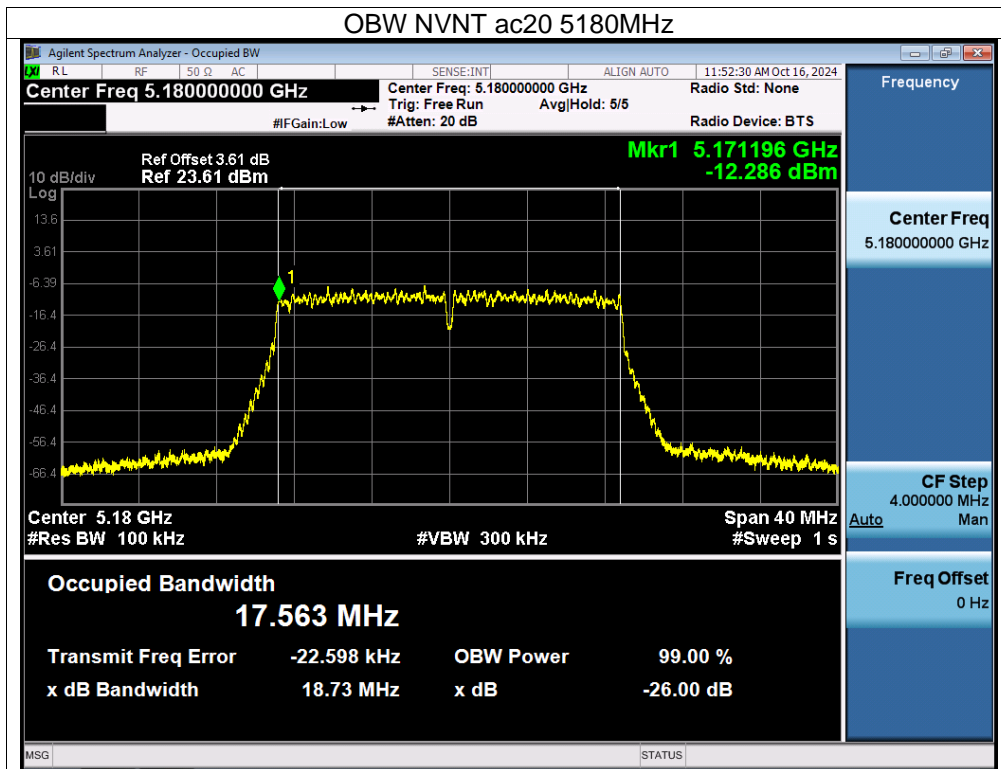 OBW NVNT ac20 5180MHz
Agilent Spectrum Analyzer - Occupied BW
LXI RL RF 50 Ω AC SENSE:INT ALIGN AUTO 11:52:30 AM Oct 16, 2024
Center Freq 5.180000000 GHz
Center Freq: 5.180000000 GHz
Radio Std: None
Trig: Free Run Avg|Hold: 5/5
#IFGain:Low #Atten: 20 dB Radio Device: BTS
Mkr1 5.171196 GHz
-12.286 dBm
Ref Offset 3.61 dB
10 dB/div Ref 23.61 dBm
Log
13.6
3.61
-6.39
-16.4
-26.4
-36.4
-46.4
-56.4
-66.4
1
Center 5.18 GHz Span 40 MHz
#Res BW 100 kHz #VBW 300 kHz #Sweep 1 s
Occupied Bandwidth
17.563 MHz
Transmit Freq Error -22.598 kHz OBW Power 99.00 %
x dB Bandwidth 18.73 MHz x dB -26.00 dB
MSG STATUS
Frequency
Center Freq
5.180000000 GHz
CF Step
4.000000 MHz
Auto Man
Freq Offset
0 Hz